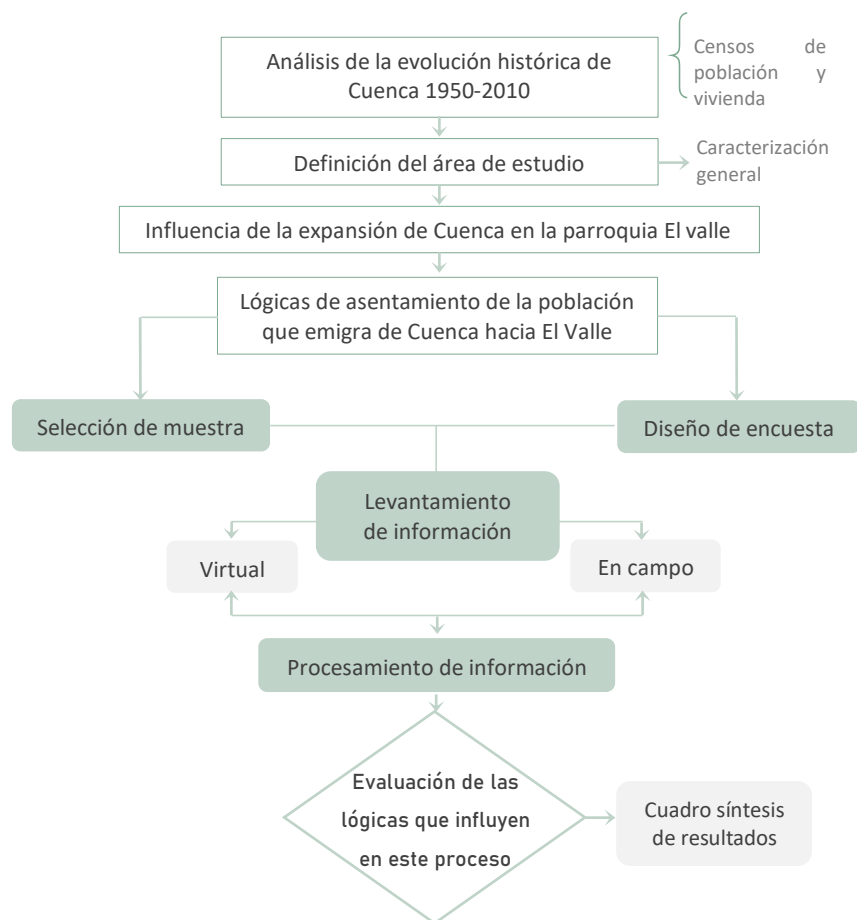 Análisis de la evolución histórica de
Cuenca 1950-2010
Censos de
población y
vivienda
Definición del área de estudio
Caracterización
general
Influencia de la expansión de Cuenca en la parroquia El valle
Lógicas de asentamiento de la población
que emigra de Cuenca hacia El Valle
Selección de muestra
Diseño de encuesta
Levantamiento
de información
Virtual
En campo
Procesamiento de información
Evaluación de las
lógicas que influyen
en este proceso
Cuadro síntesis
de resultados